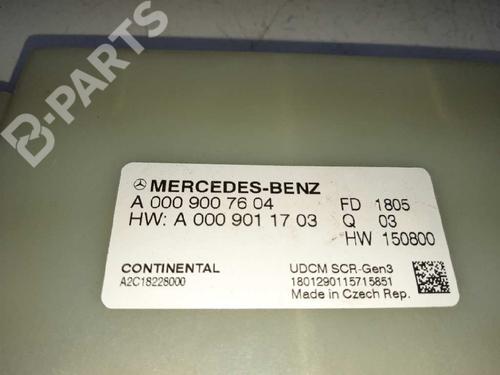 B-PARTS
MERCEDES-BENZ
A 000 900 76 04 FD 1805
HW: A 000 901 17 03 Q 03
HW 150800
CONTINENTAL UDCM SCR-Gen3
A2C18228000 1801290115715851
Made in Czech Rep.